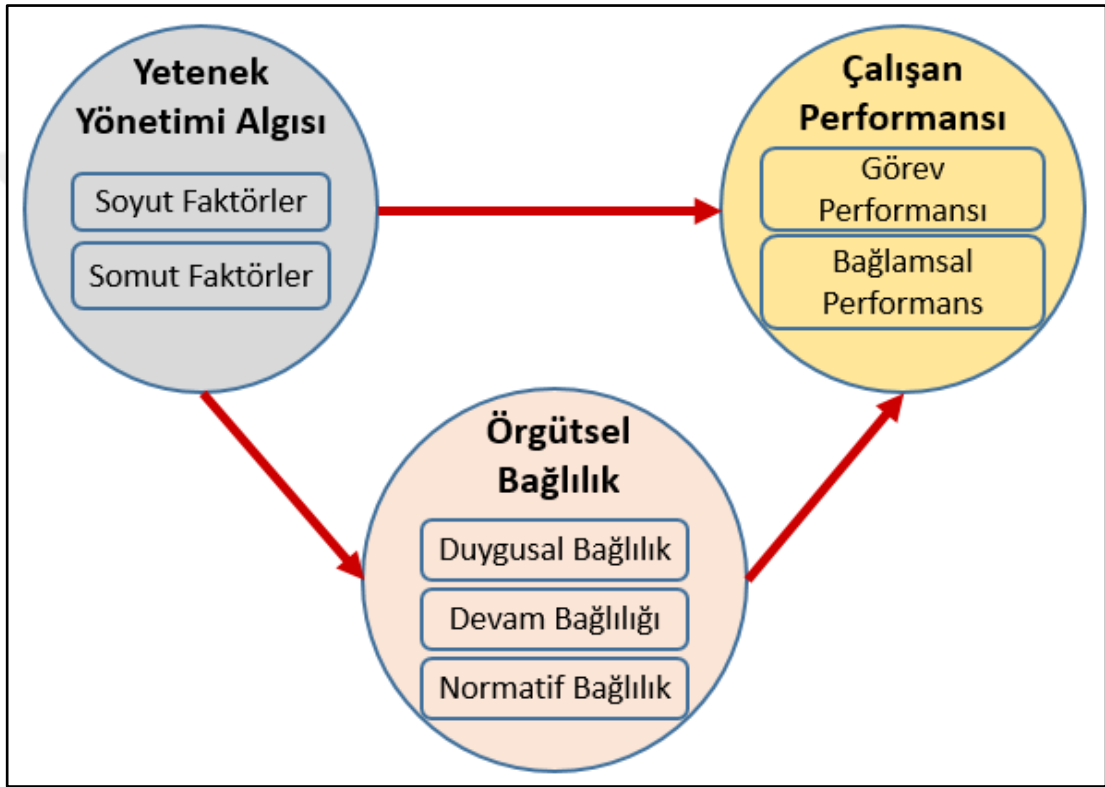 Yetenek
Yönetimi Algısı
Soyut Faktörler
Somut Faktörler
Çalışan
Performansı
Görev
Performansı
Bağlamsal
Performans
Örgütsel
Bağlılık
Duygusal Bağlılık
Devam Bağlılığı
Normatif Bağlılık